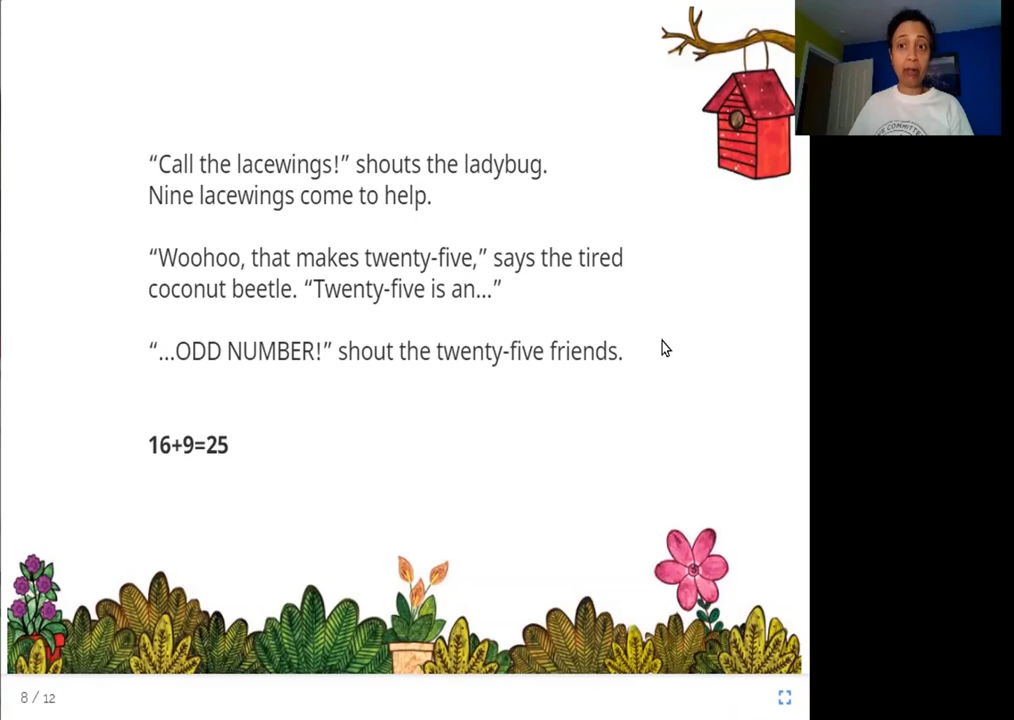 “Call the lacewings!” shouts the ladybug.
Nine lacewings come to help.
“Woohoo, that makes twenty-five,” says the tired
coconut beetle. “Twenty-five is an...”
“...ODD NUMBER!” shout the twenty-five friends.
16+9=25
8 / 12